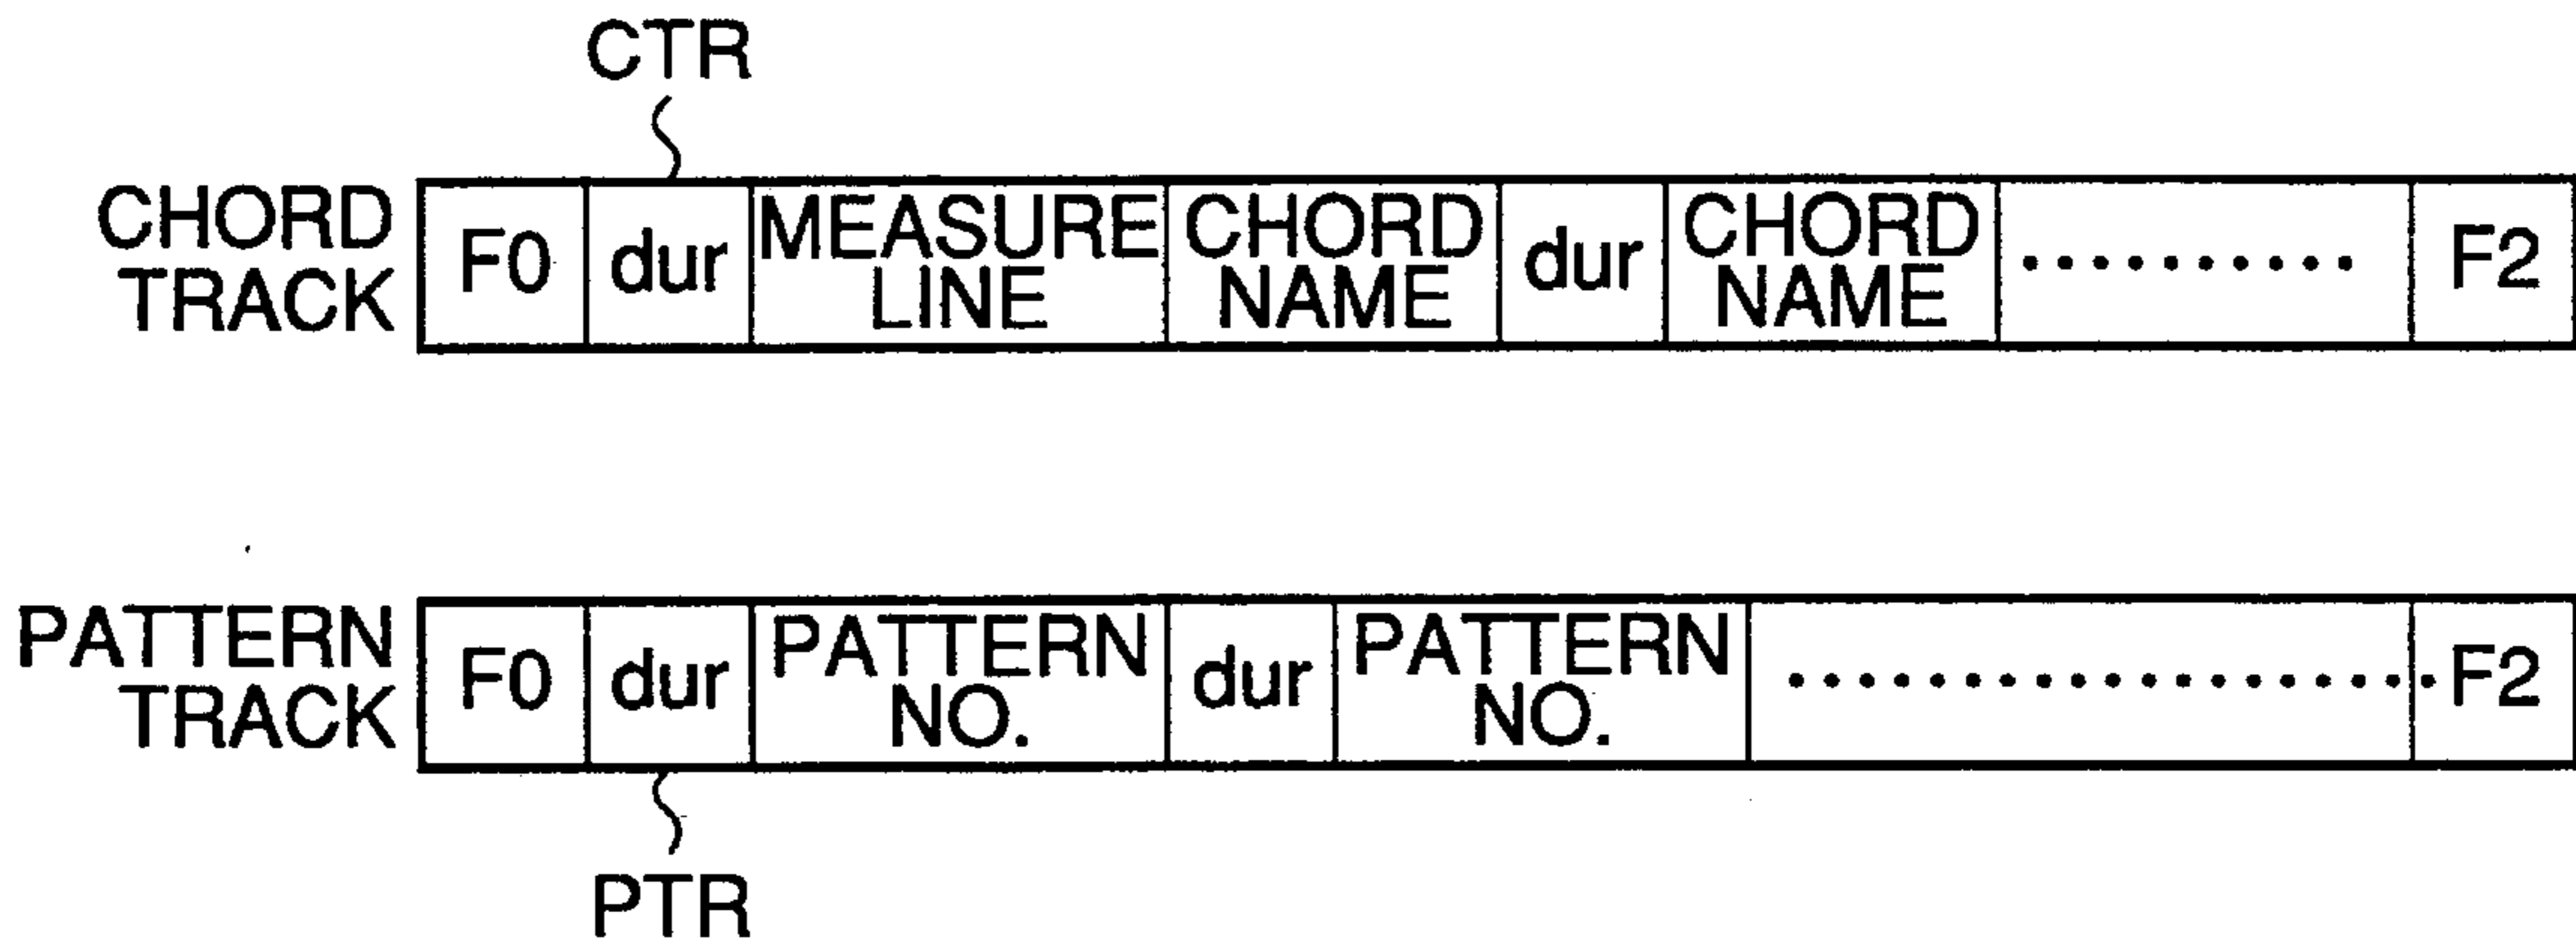 CTR
CHORD TRACK F0 dur MEASURE LINE CHORD NAME dur CHORD NAME .......... F2
PATTERN TRACK F0 dur PATTERN NO. dur PATTERN NO. ................... F2
PTR